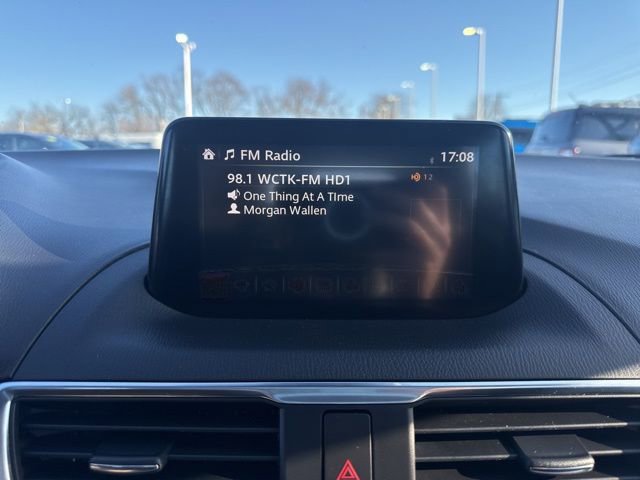 FM Radio 17:08
98.1 WCTK-FM HD1 12
One Thing At A TIme
Morgan Wallen